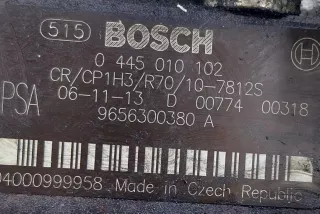 515 BOSCH
0 445 010 102
CR/CP1H3/R70/10-7812S
PSA 06-11-13 D 00774 00318
9656300380 A
04000999958 Made in Czech Republic